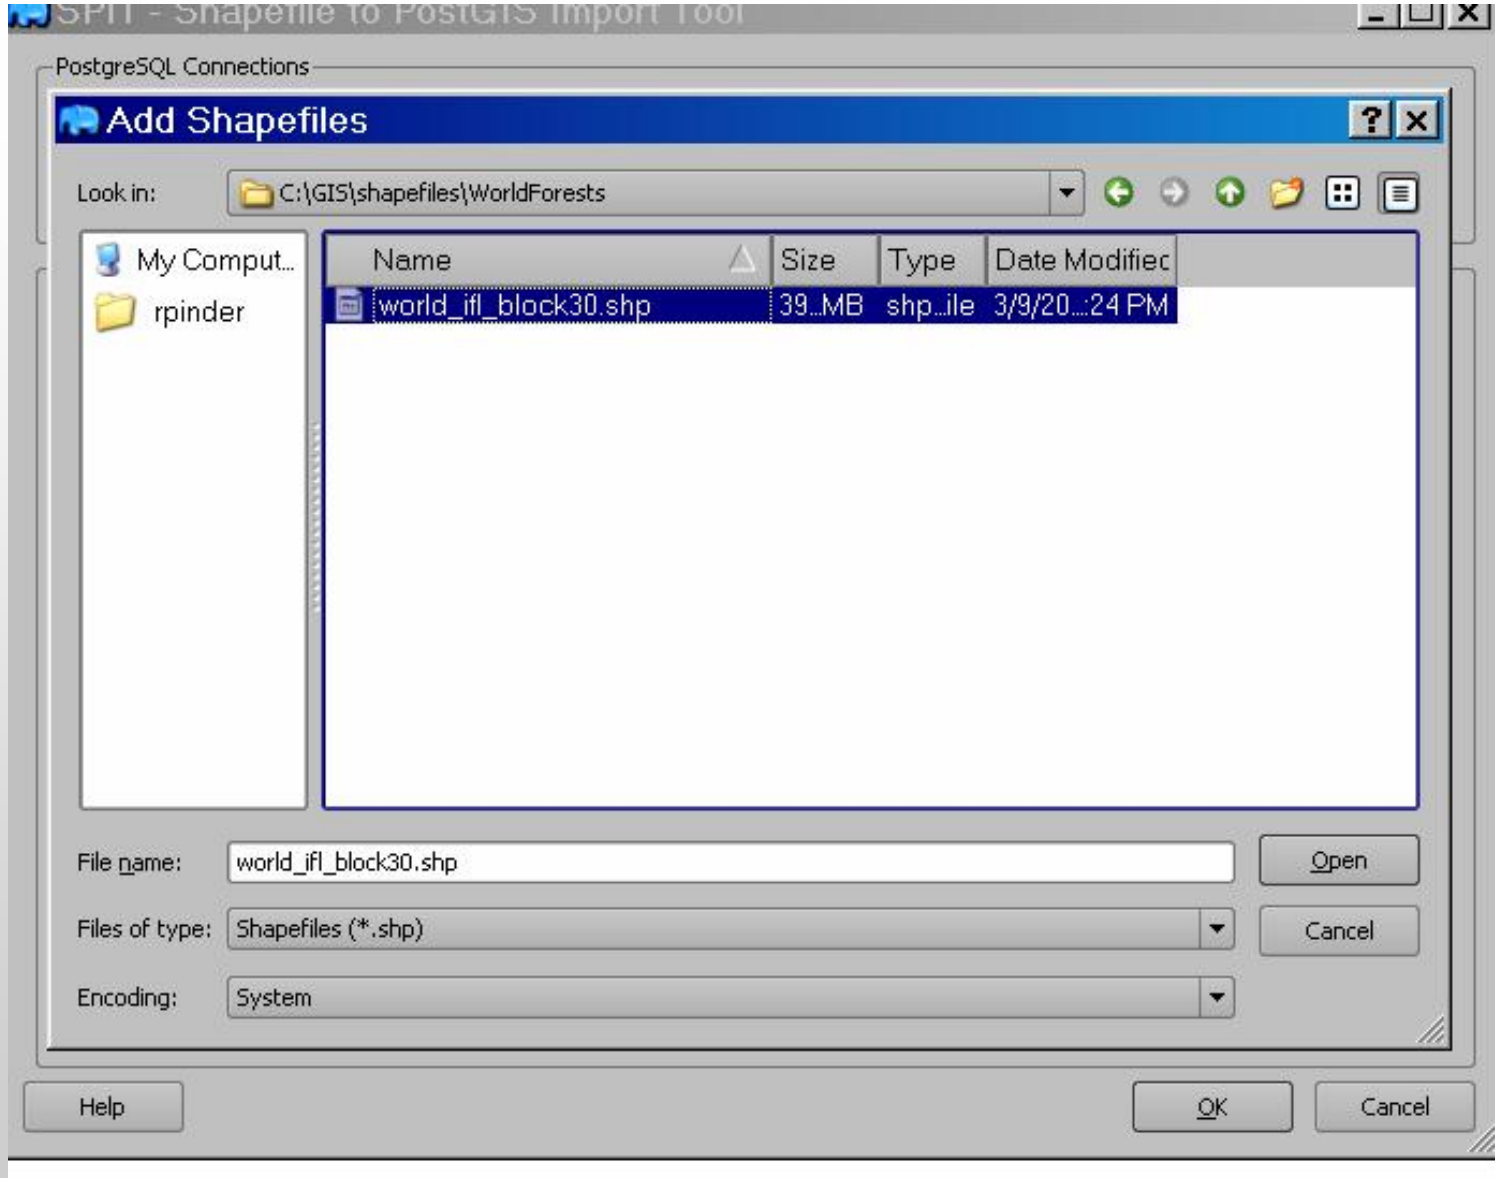 SPIT - Shapefile to PostGIS Import Tool
PostgreSQL Connections
Add Shapefiles
Look in:
C:\GIS\shapefiles\WorldForests
My Comput...
rpinder
Name Size Type Date Modified
world_ifl_block30.shp 39...MB shp...ile 3/9/20...:24 PM
File name: world_ifl_block30.shp Open
Files of type: Shapefiles (*.shp) Cancel
Encoding: System
Help OK Cancel